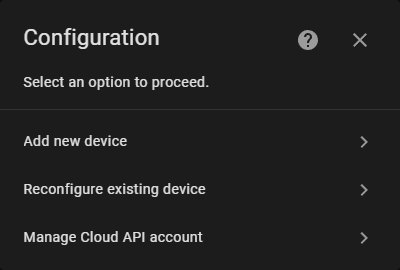 Configuration
Select an option to proceed.
Add new device
Reconfigure existing device
Manage Cloud API account